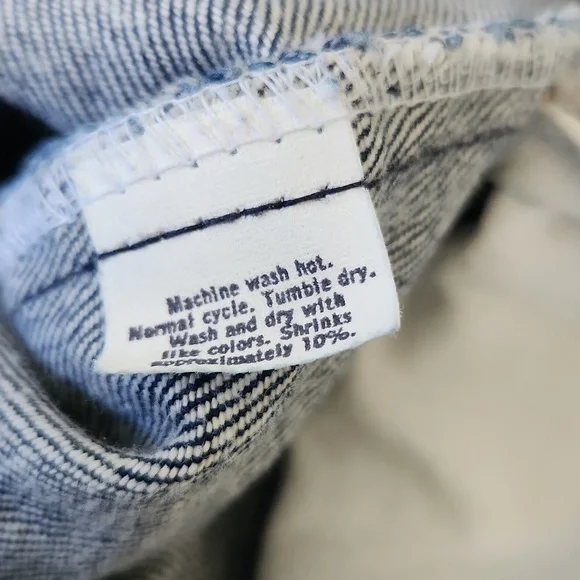 Machine wash hot.
Normal cycle. Tumble dry.
Wash and dry with
like colors. Shrinks
approximately 10%.